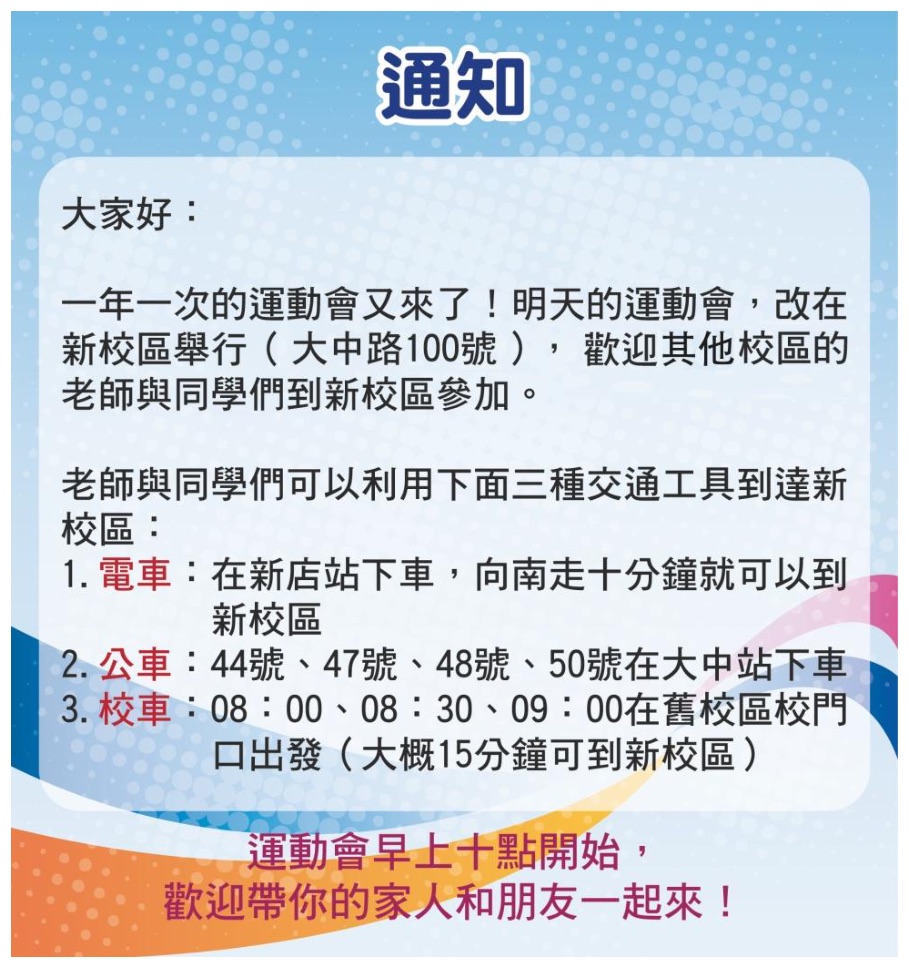 通知
大家好：
一年一次的運動會又來了！明天的運動會，改在
新校區舉行（大中路100號），歡迎其他校區的
老師與同學們到新校區參加。
老師與同學們可以利用下面三種交通工具到達新
校區：
1. 電車：在新店站下車，向南走十分鐘就可以到
新校區
2. 公車：44號、47號、48號、50號在大中站下車
3. 校車：08：00、08：30、09：00在舊校區校門
口出發（大概15分鐘可到新校區）
運動會早上十點開始，
歡迎帶你的家人和朋友一起來！